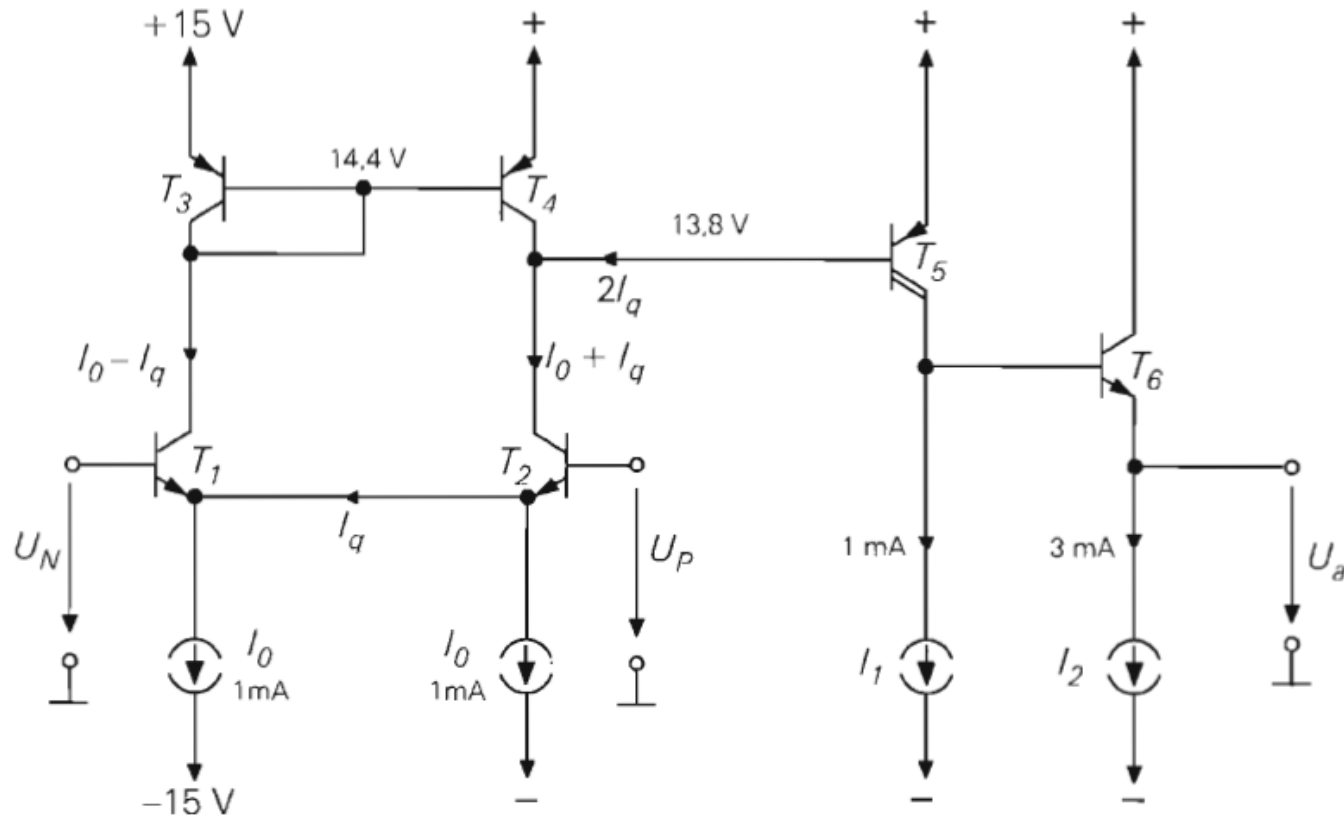 +15 V
+
+
+
14,4 V
T3
T4
13,8 V
T5
2Iq
I0 − Iq
I0 + Iq
T6
T1
T2
Iq
UN
UP
1 mA
3 mA
Ua
I0
1mA
I0
1mA
I1
I2
−15 V
−
−
−